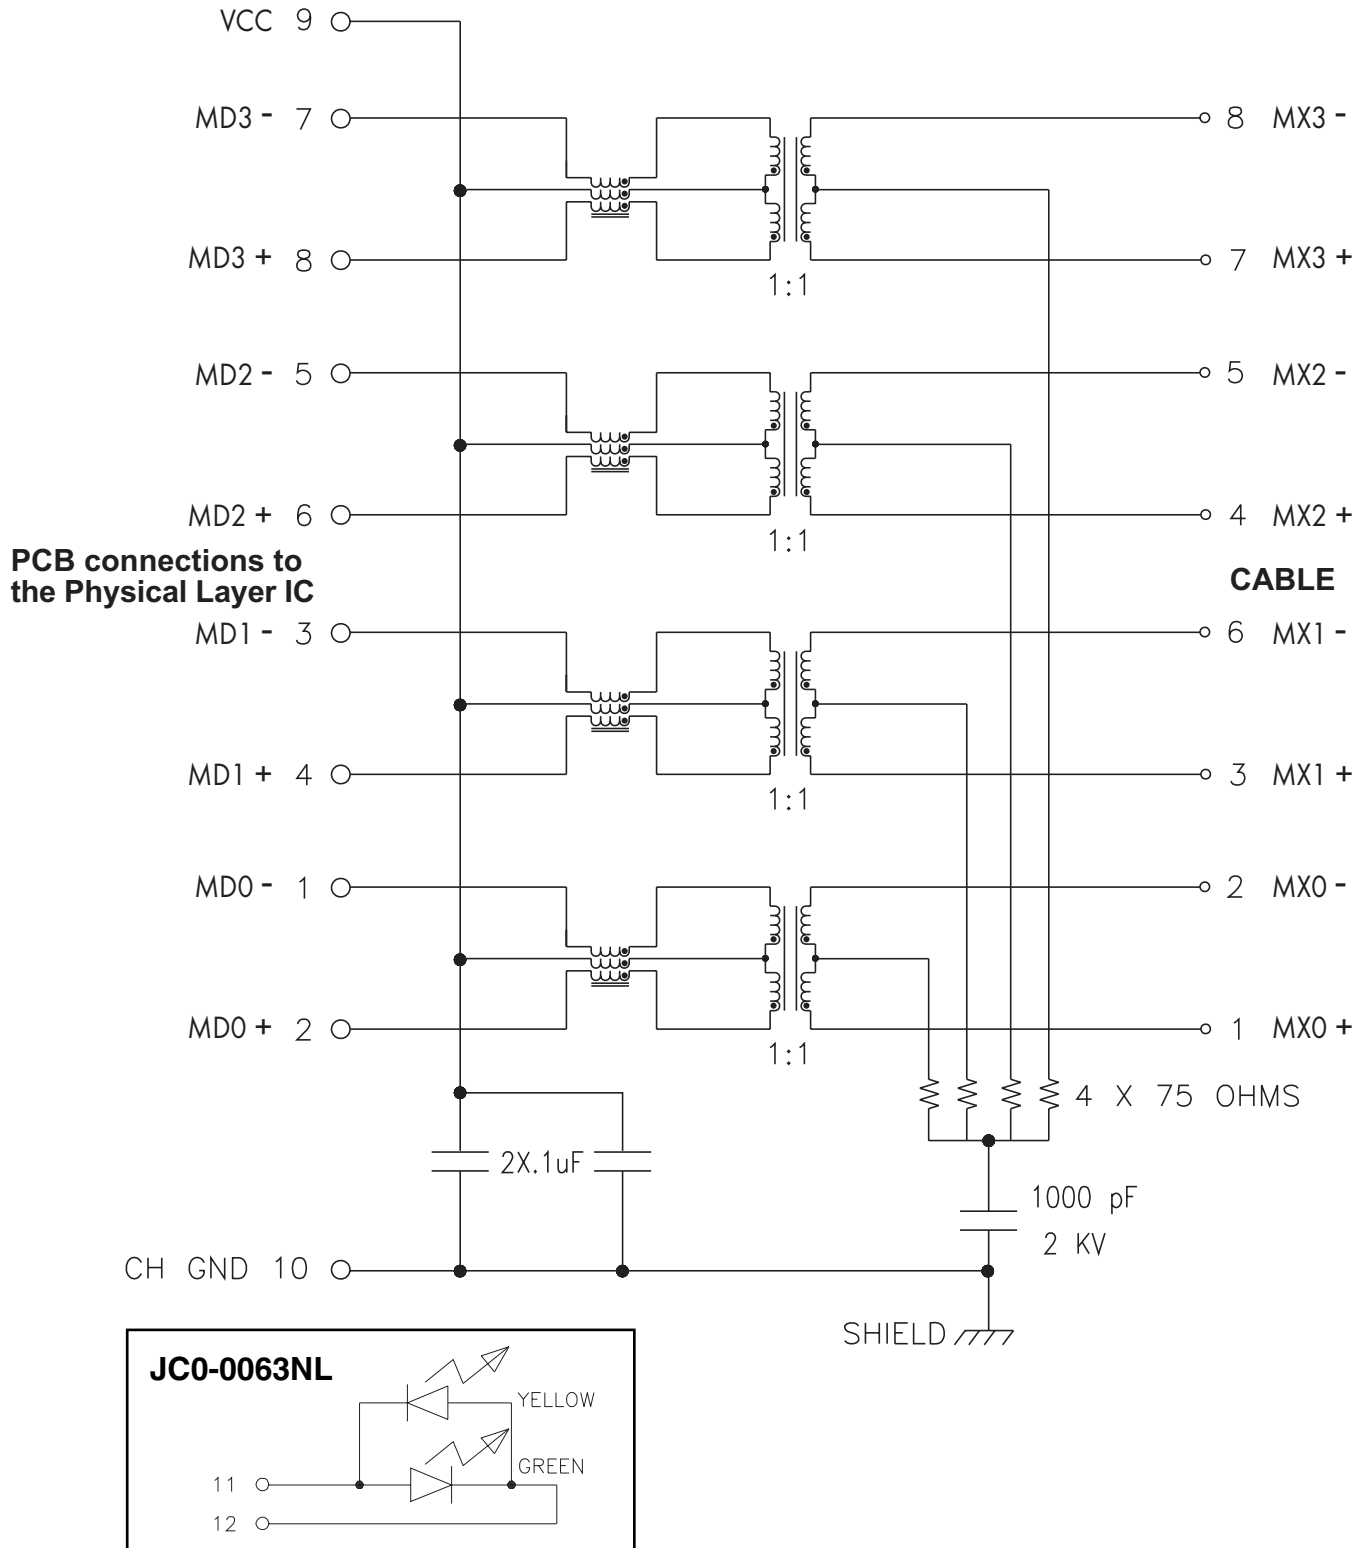 VCC 9
MD3 - 7
8 MX3 -
MD3 + 8
7 MX3 +
1:1
MD2 - 5
5 MX2 -
MD2 + 6
4 MX2 +
1:1
PCB connections to
the Physical Layer IC
CABLE
MD1 - 3
6 MX1 -
MD1 + 4
3 MX1 +
1:1
MD0 - 1
2 MX0 -
MD0 + 2
1 MX0 +
1:1
4 X 75 OHMS
2X.1uF
1000 pF
2 KV
CH GND 10
SHIELD
JC0-0063NL
YELLOW
GREEN
11
12